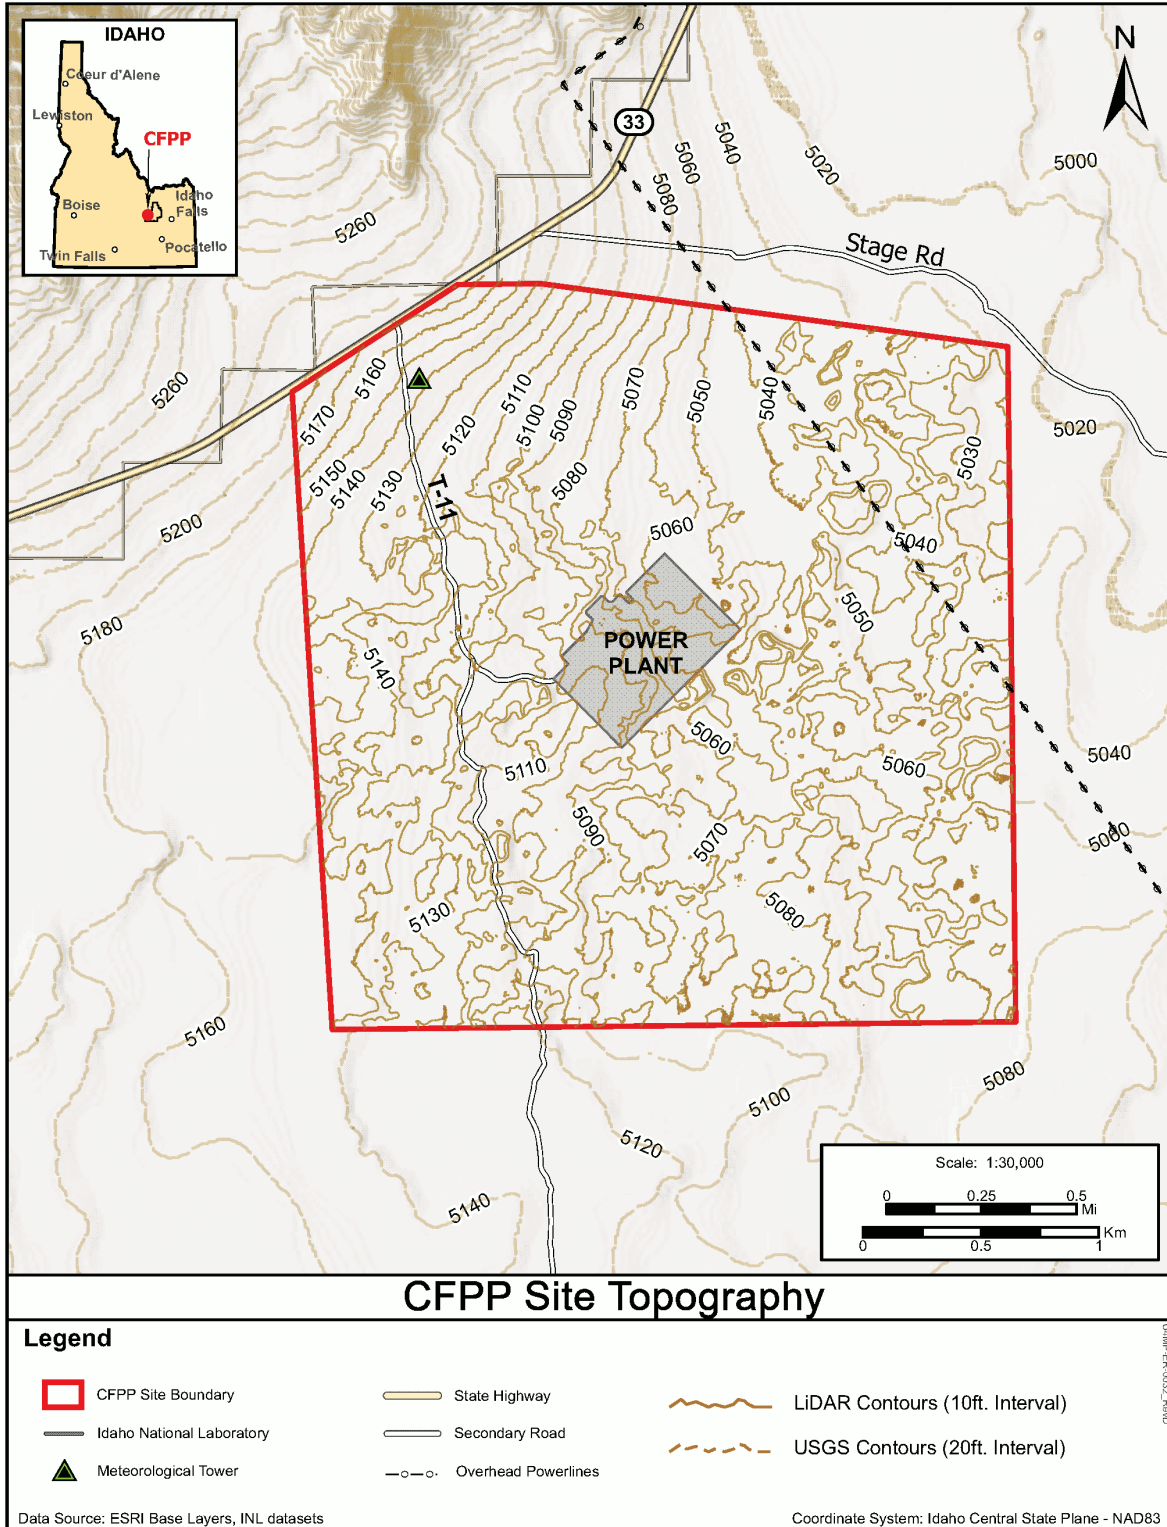 IDAHO
Coeur d'Alene
Lewiston
CFPP
Boise
Idaho
Falls
Twin Falls
Pocatello
N
33
5060
5040
5020
5000
5080
5260
Stage Rd
5260
5160
5170
5110
5070
5050
5040
5020
5120
5100
5090
5030
5150
5140
5130
5080
T-11
5200
5060
5040
5050
5180
5140
POWER
PLANT
5060
5060
5040
5110
5090
5070
5060
5130
5080
5160
5080
5100
5120
5140
Scale: 1:30,000
0 0.25 0.5
Mi
Km
0 0.5 1
CFPP Site Topography
Legend
CFPP Site Boundary
Idaho National Laboratory
Meteorological Tower
State Highway
Secondary Road
Overhead Powerlines
LiDAR Contours (10ft. Interval)
USGS Contours (20ft. Interval)
Data Source: ESRI Base Layers, INL datasets
Coordinate System: Idaho Central State Plane - NAD83